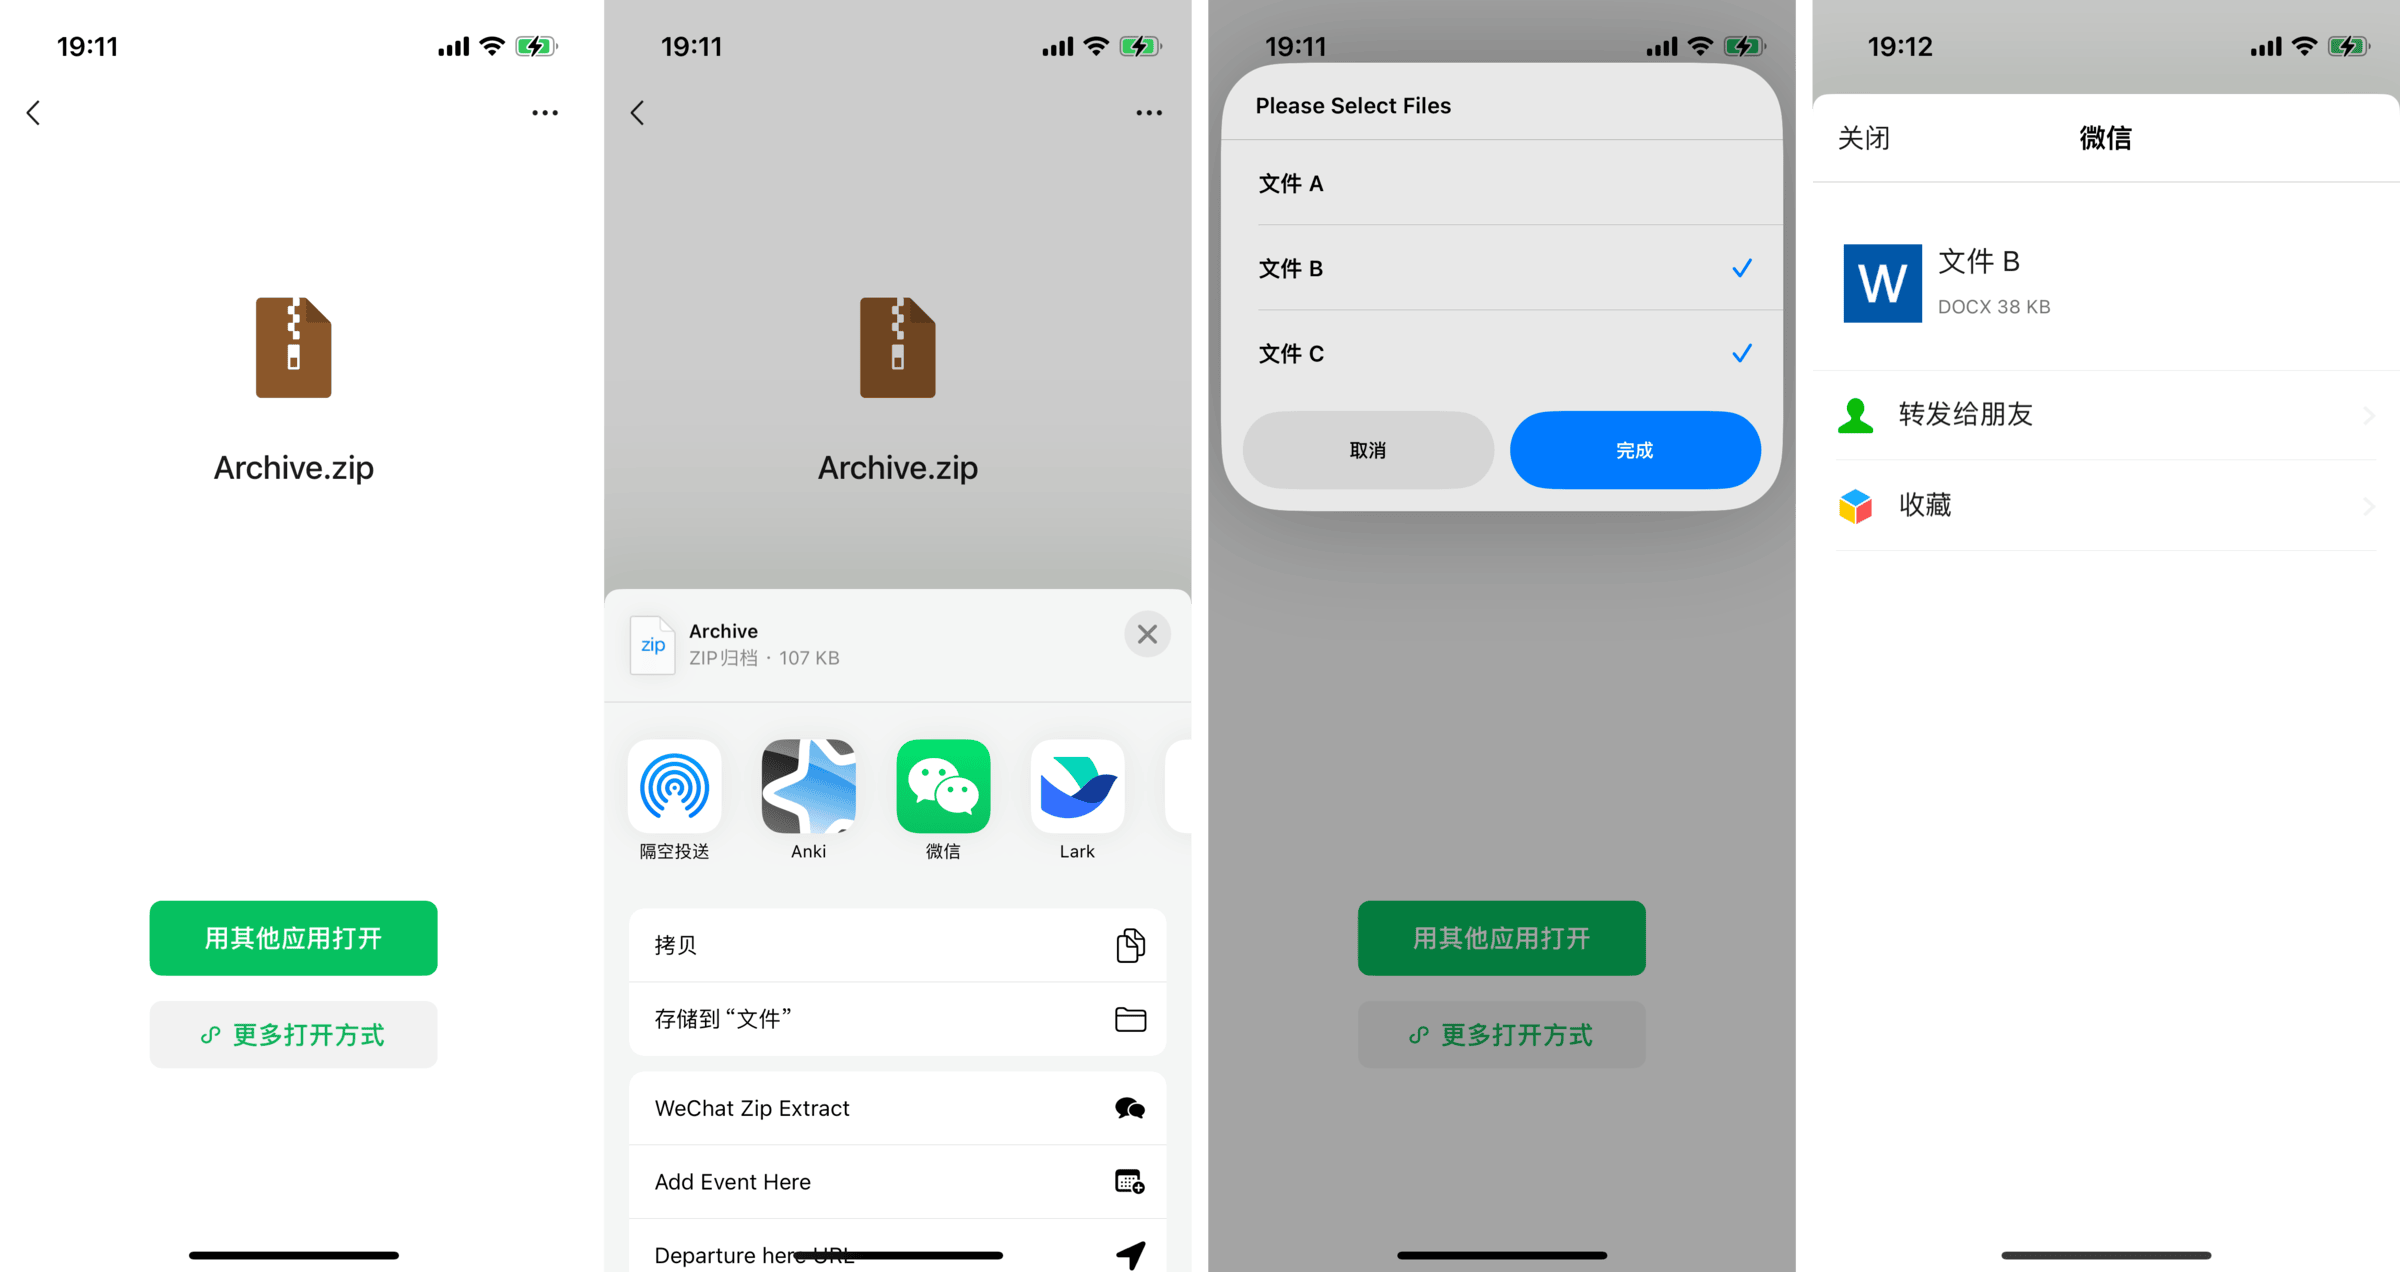 19:11
Archive.zip
用其他应用打开
更多打开方式
19:11
Archive.zip
zip
Archive
ZIP归档 · 107 KB
隔空投送
Anki
微信
Lark
拷贝
存储到“文件”
WeChat Zip Extract
Add Event Here
Departure here URL
19:11
Please Select Files
文件 A
文件 B
文件 C
取消
完成
用其他应用打开
更多打开方式
19:12
关闭
微信
W
文件 B
DOCX 38 KB
转发给朋友
收藏